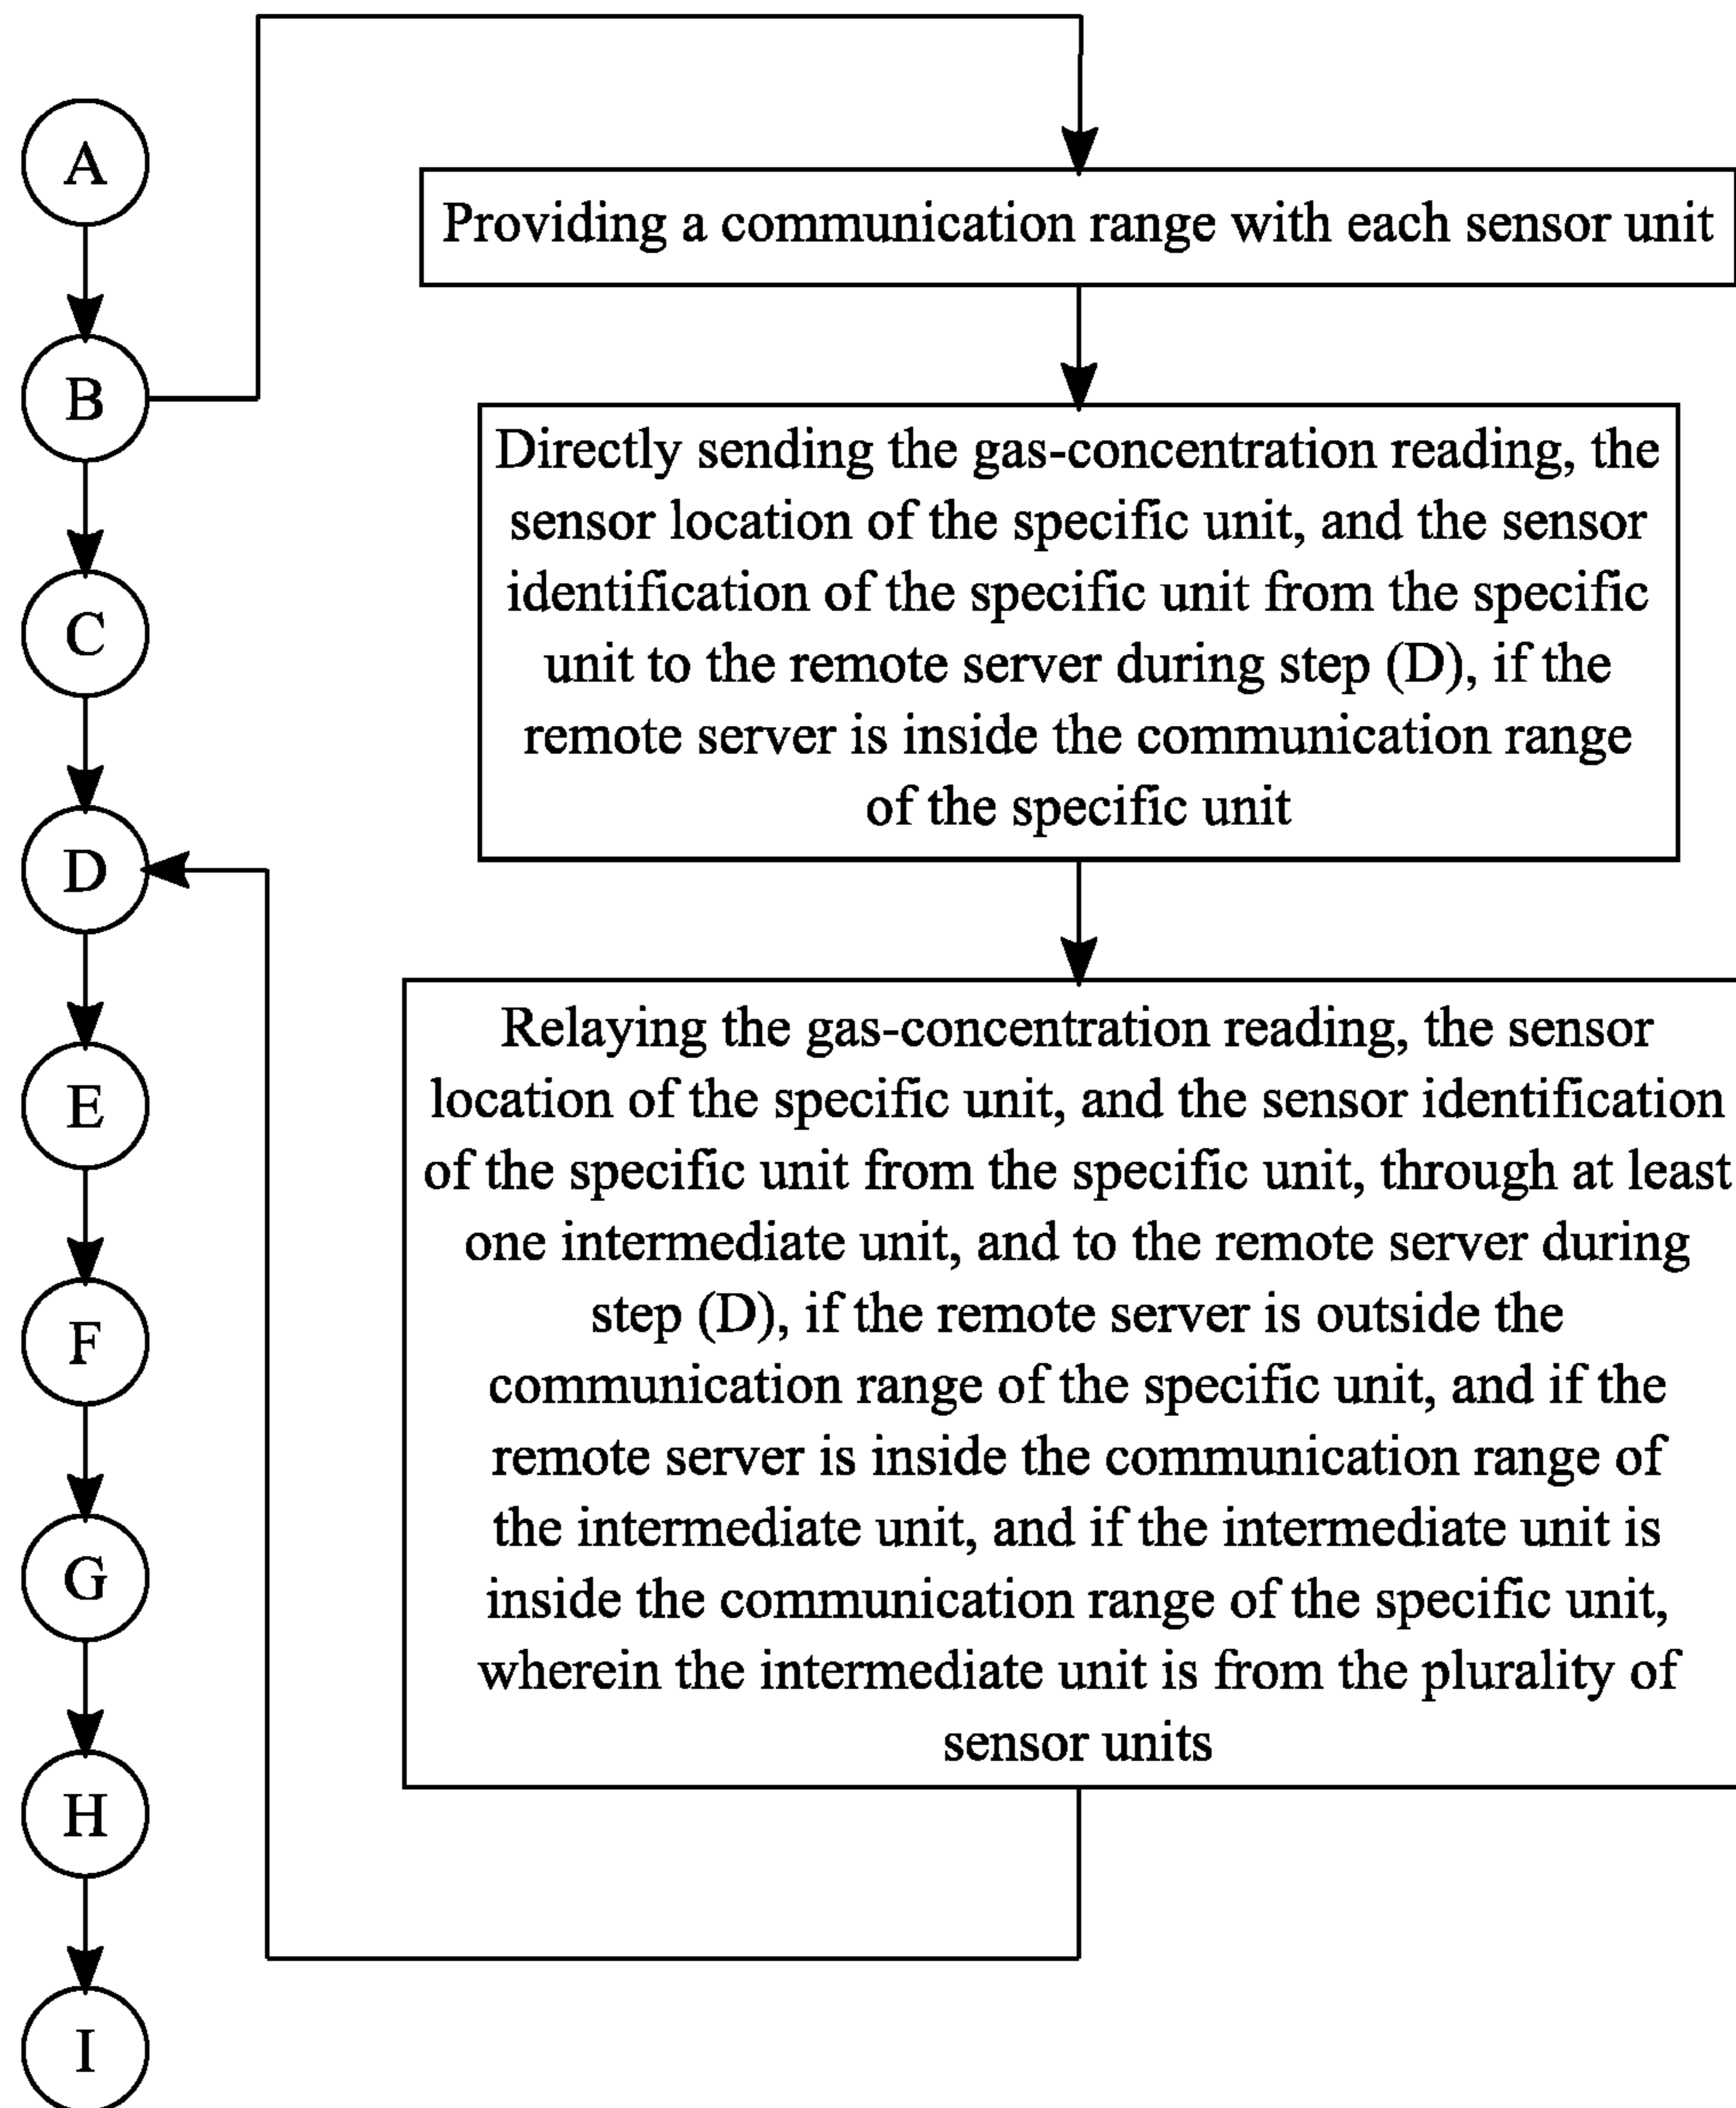 A
B
C
D
E
F
G
H
I
Providing a communication range with each sensor unit
Directly sending the gas-concentration reading, the
sensor location of the specific unit, and the sensor
identification of the specific unit from the specific
unit to the remote server during step (D), if the
remote server is inside the communication range
of the specific unit
Relaying the gas-concentration reading, the sensor
location of the specific unit, and the sensor identification
of the specific unit from the specific unit, through at least
one intermediate unit, and to the remote server during
step (D), if the remote server is outside the
communication range of the specific unit, and if the
remote server is inside the communication range of
the intermediate unit, and if the intermediate unit is
inside the communication range of the specific unit,
wherein the intermediate unit is from the plurality of
sensor units